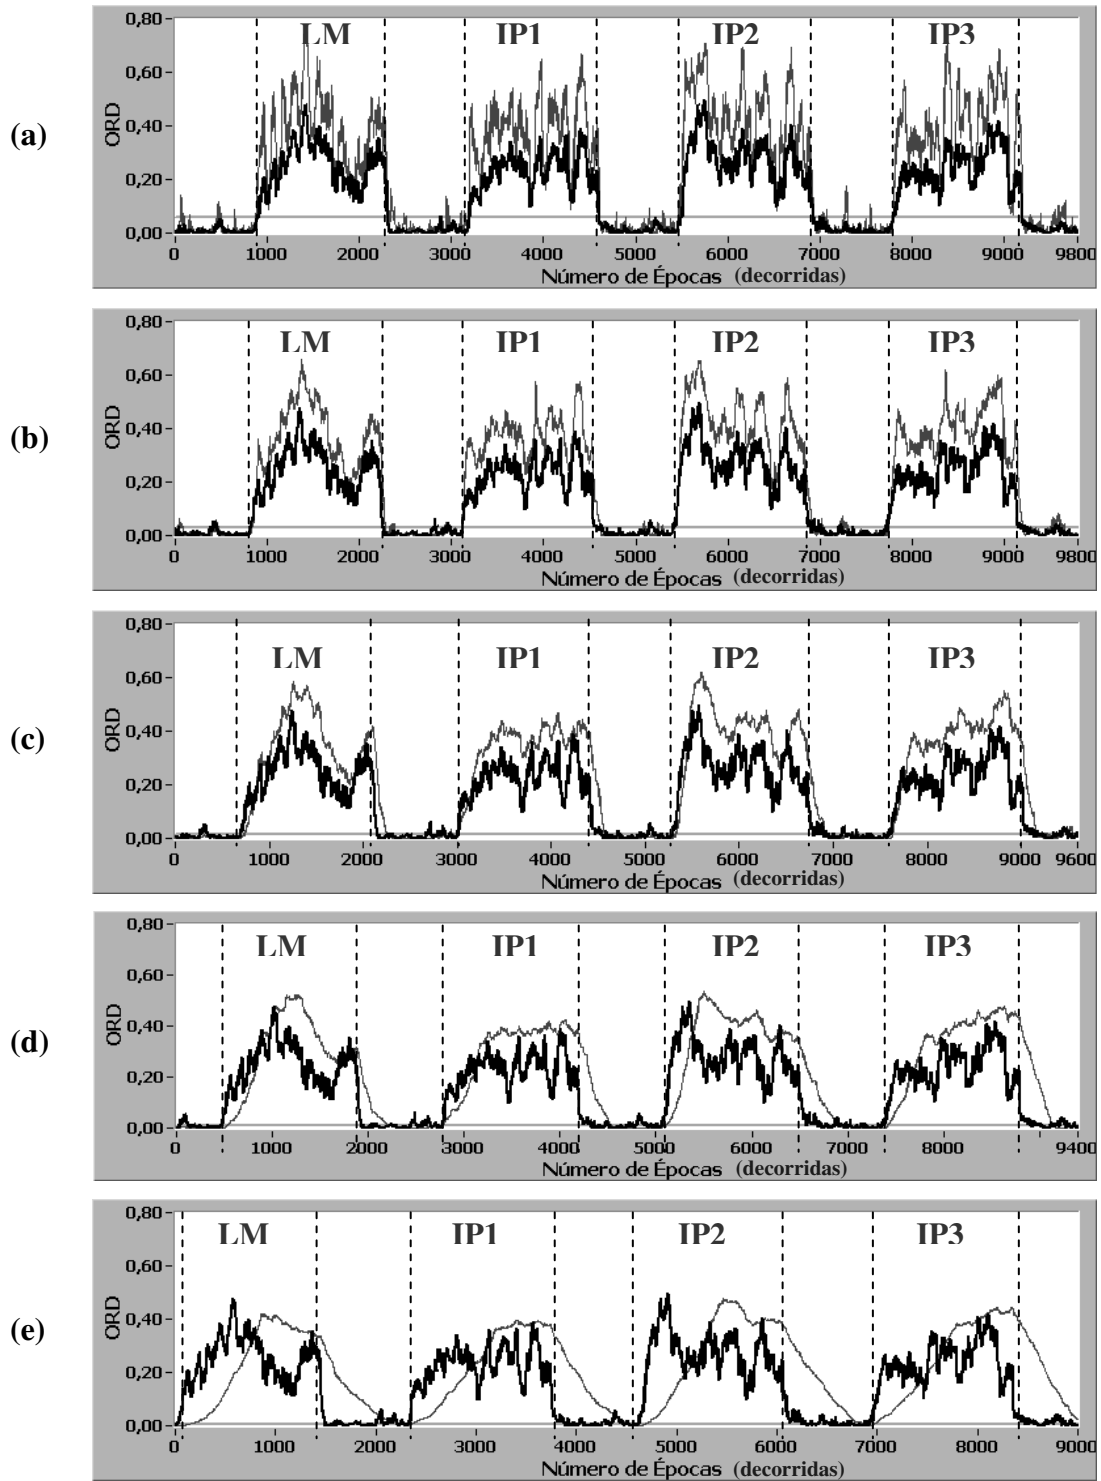 (a)
ORD
0,80
0,60
0,40
0,20
0,00
LM IP1 IP2 IP3
0 1000 2000 3000 4000 5000 6000 7000 8000 9000 9800
Número de Épocas (decorridas)
(b)
ORD
0,80
0,60
0,40
0,20
0,00
LM IP1 IP2 IP3
0 1000 2000 3000 4000 5000 6000 7000 8000 9000 9800
Número de Épocas (decorridas)
(c)
ORD
0,80
0,60
0,40
0,20
0,00
LM IP1 IP2 IP3
0 1000 2000 3000 4000 5000 6000 7000 8000 9000 9600
Número de Épocas (decorridas)
(d)
ORD
0,80
0,60
0,40
0,20
0,00
LM IP1 IP2 IP3
0 1000 2000 3000 4000 5000 6000 7000 8000 9400
Número de Épocas (decorridas)
(e)
ORD
0,80
0,60
0,40
0,20
0,00
LM IP1 IP2 IP3
0 1000 2000 3000 4000 5000 6000 7000 8000 9000
Número de Épocas (decorridas)